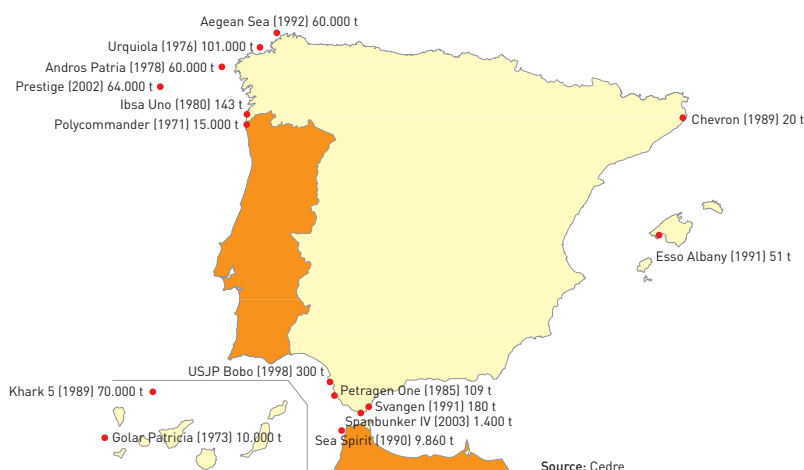 Aegean Sea (1992) 60.000 t
Urquiola (1976) 101.000 t
Andros Patria (1978) 60.000 t
Prestige (2002) 64.000 t
Ibsa Uno (1980) 143 t
Polycommander (1971) 15.000 t
Chevron (1989) 20 t
Esso Albany (1991) 51 t
USJP Bobo (1998) 300 t
Khark 5 (1989) 70.000 t
Petragen One (1985) 109 t
Svangen (1991) 180 t
Spanbunker IV (2003) 1.400 t
Golar Patricia (1973) 10.000 t
Sea Spirit (1990) 9.860 t
Source: Cedre